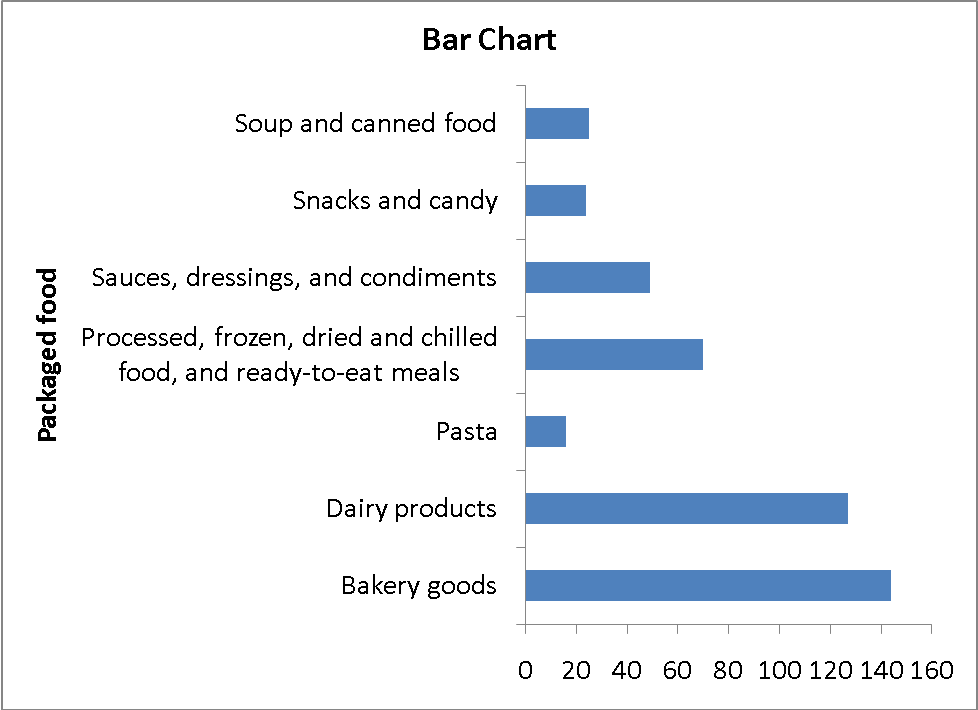 Bar Chart
Soup and canned food
Snacks and candy
Sauces, dressings, and condiments
Processed, frozen, dried and chilled
food, and ready-to-eat meals
Pasta
Dairy products
Bakery goods
Packaged food
0 20 40 60 80 100 120 140 160